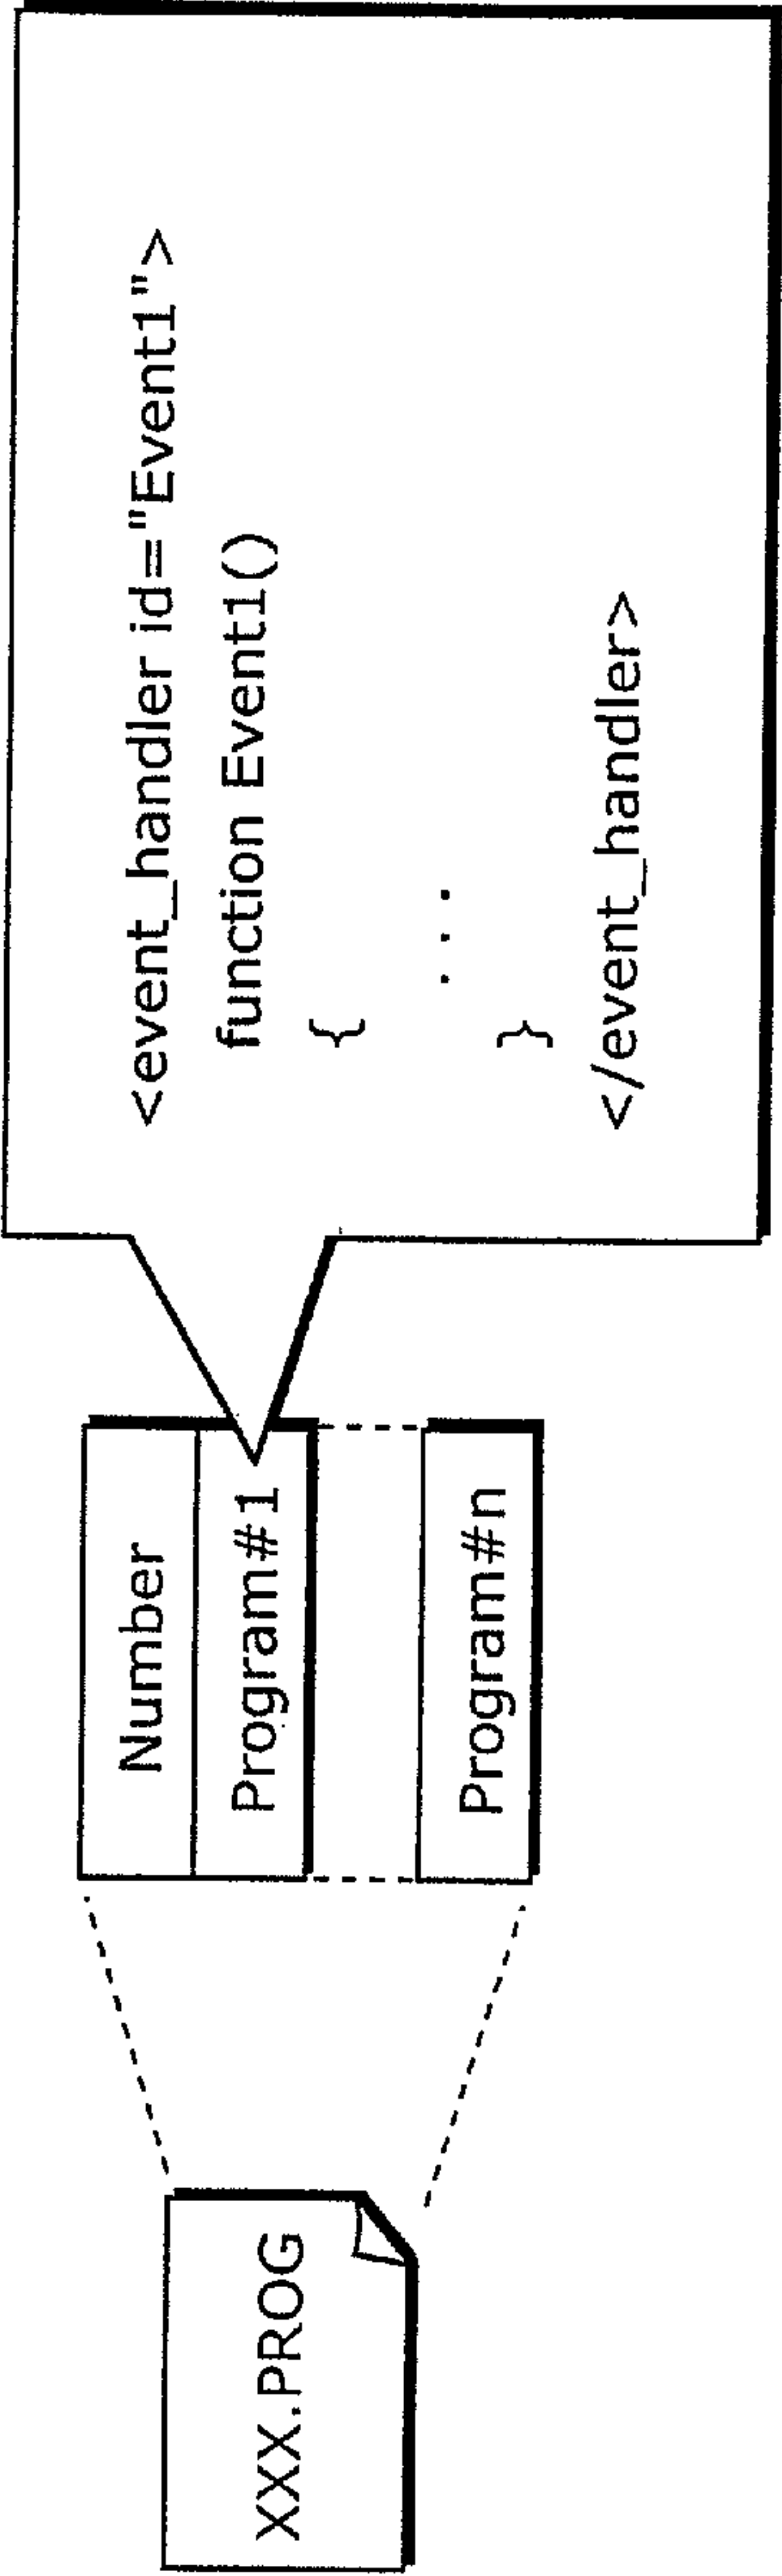 XXX.PROG
Number
Program#1
Program#n
<event_handler id="Event1">
function Event1()
{
...
}
</event_handler>